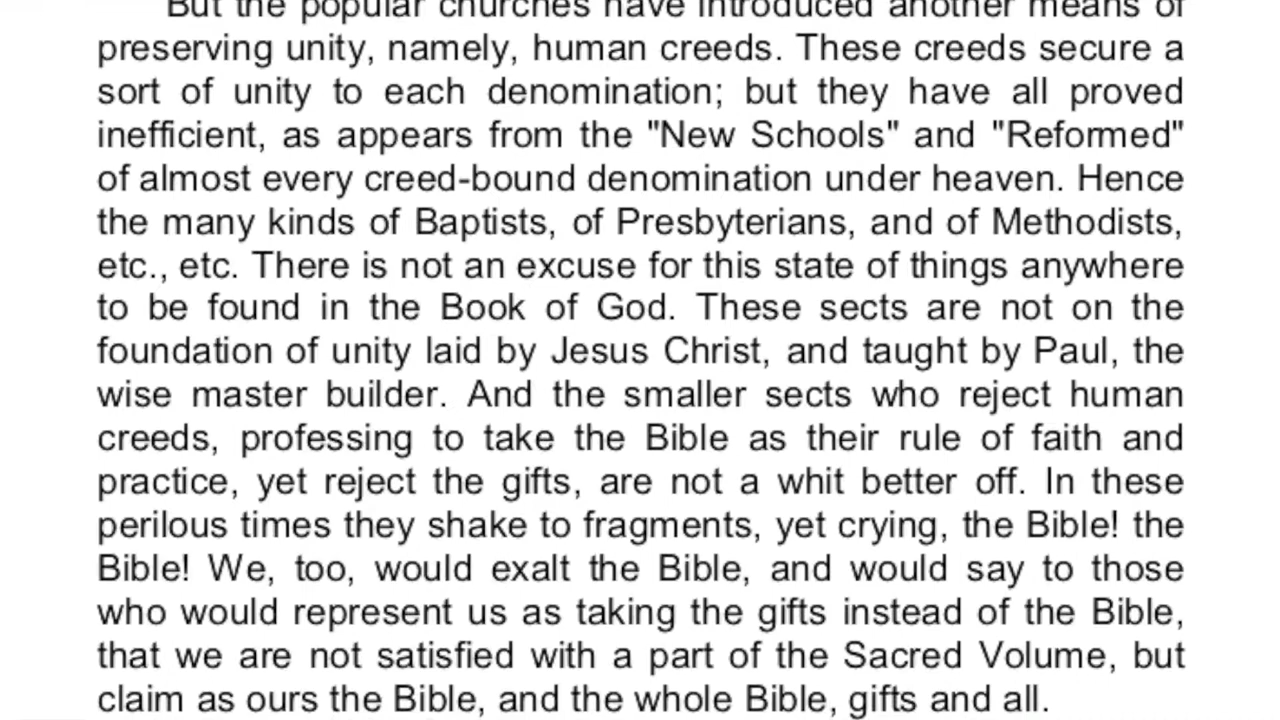 But the popular churches have introduced another means of
preserving unity, namely, human creeds. These creeds secure a
sort of unity to each denomination; but they have all proved
inefficient, as appears from the "New Schools" and "Reformed"
of almost every creed-bound denomination under heaven. Hence
the many kinds of Baptists, of Presbyterians, and of Methodists,
etc., etc. There is not an excuse for this state of things anywhere
to be found in the Book of God. These sects are not on the
foundation of unity laid by Jesus Christ, and taught by Paul, the
wise master builder. And the smaller sects who reject human
creeds, professing to take the Bible as their rule of faith and
practice, yet reject the gifts, are not a whit better off. In these
perilous times they shake to fragments, yet crying, the Bible! the
Bible! We, too, would exalt the Bible, and would say to those
who would represent us as taking the gifts instead of the Bible,
that we are not satisfied with a part of the Sacred Volume, but
claim as ours the Bible, and the whole Bible, gifts and all.